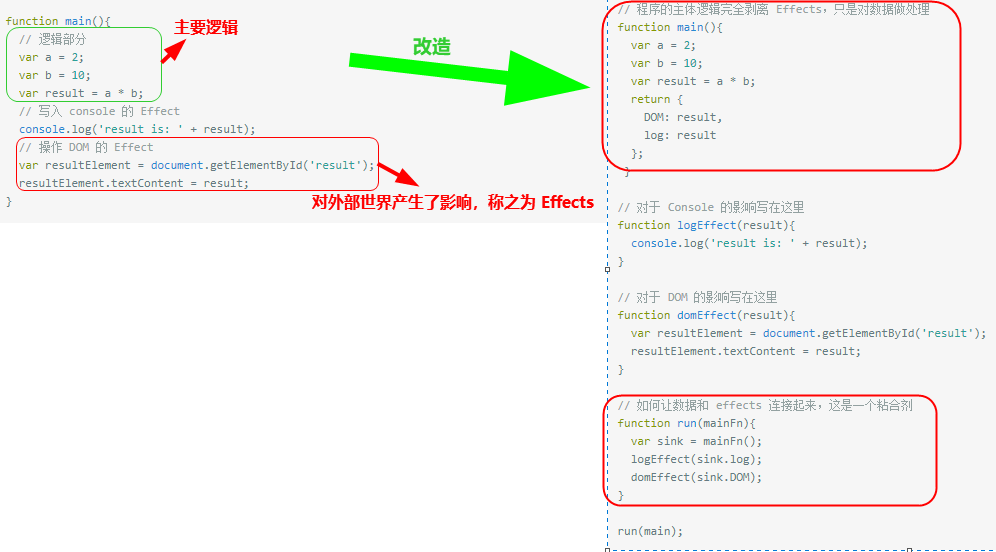 function main(){
  // 逻辑部分
  var a = 2;
  var b = 10;
  var result = a * b;
  // 写入 console 的 Effect
  console.log('result is: ' + result);
  // 操作 DOM 的 Effect
  var resultElement = document.getElementById('result');
  resultElement.textContent = result;
}
主要逻辑
对外部世界产生了影响，称之为 Effects
改造
// 程序的主体逻辑完全剥离 Effects，只是对数据做处理
function main(){
  var a = 2;
  var b = 10;
  var result = a * b;
  return {
    DOM: result,
    log: result
  };
}
// 对于 Console 的影响写在这里
function logEffect(result){
  console.log('result is: ' + result);
}
// 对于 DOM 的影响写在这里
function domEffect(result){
  var resultElement = document.getElementById('result');
  resultElement.textContent = result;
}
// 如何让数据和 effects 连接起来，这是一个粘合剂
function run(mainFn){
  var sink = mainFn();
  logEffect(sink.log);
  domEffect(sink.DOM);
}
run(main);